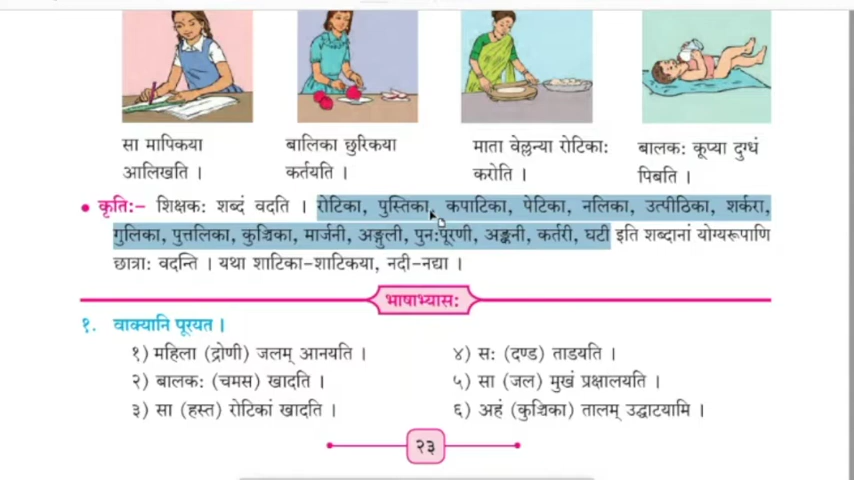 सा मापिकया
आलिखति ।
बालिका छुरिकया
कर्तयति ।
माता वेल्लन्या रोटिकाः
करोति ।
बालकः कूप्या दुग्धं
पिबति ।
• कृतिः- शिक्षकः शब्दं वदति । रोटिका, पुस्तिका, कपाटिका, पेटिका, नलिका, उत्पीठिका, शर्करा,
गुलिका, पुत्तलिका, कुञ्चिका, मार्जनी, अङ्गुली, पुनःपूरणी, अङ्कनी, कर्तरी, घटी इति शब्दानां योग्यरूपाणि
छात्राः वदन्ति । यथा शाटिका-शाटिकया, नदी-नद्या ।
भाषाभ्यासः
१. वाक्यानि पूरयत ।
१) महिला (द्रोणी) जलम् आनयति ।
२) बालकः (चमस) खादति ।
३) सा (हस्त) रोटिकां खादति ।
४) सः (दण्ड) ताडयति ।
५) सा (जल) मुखं प्रक्षालयति ।
६) अहं (कुञ्चिका) तालम् उद्घाटयामि ।
२३